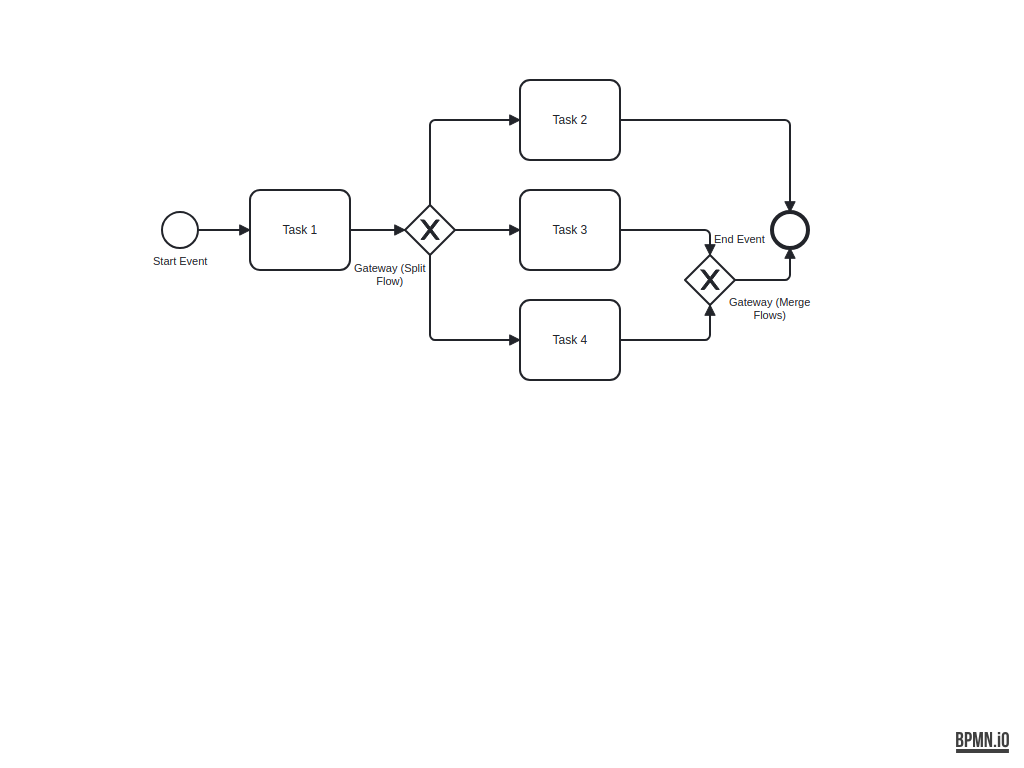 Task 2
Task 1
Task 3
End Event
Start Event
Gateway (Split
Flow)
Gateway (Merge
Flows)
Task 4
BPMN.iO